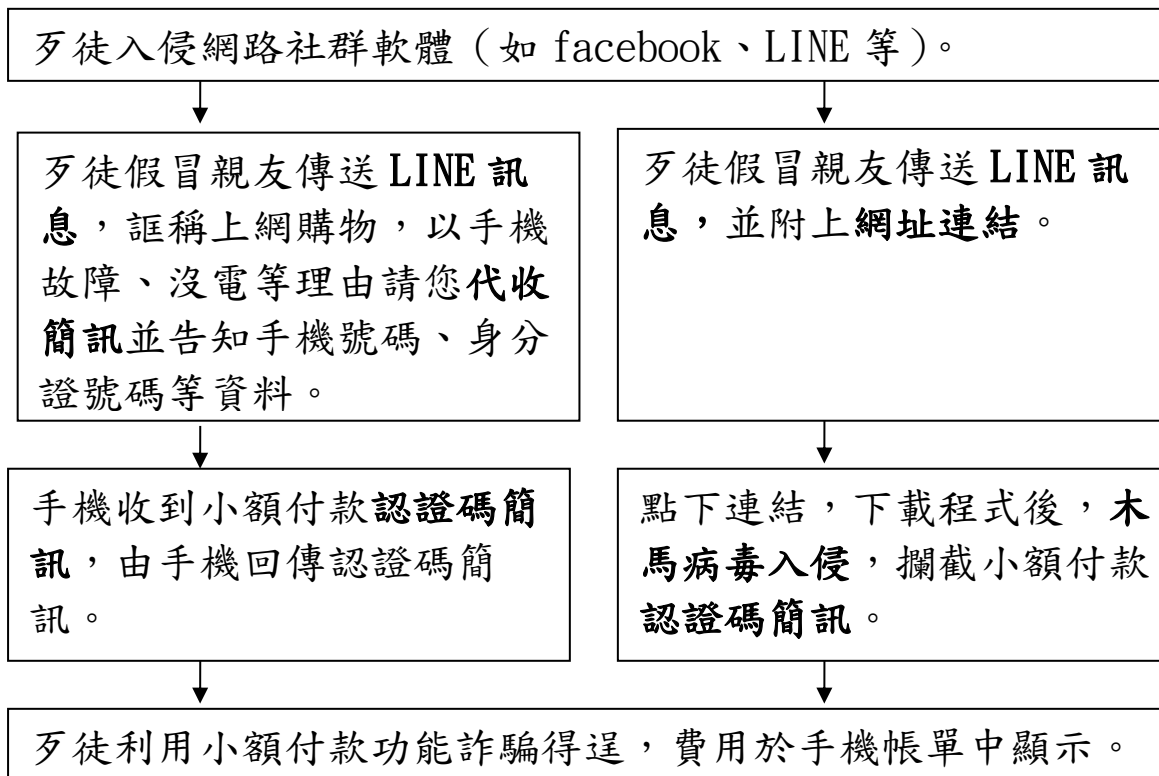 歹徒入侵網路社群軟體（如 facebook、LINE 等）。
歹徒假冒親友傳送 LINE 訊
息，誆稱上網購物，以手機
故障、沒電等理由請您代收
簡訊並告知手機號碼、身分
證號碼等資料。
歹徒假冒親友傳送 LINE 訊
息，並附上網址連結。
手機收到小額付款認證碼簡
訊，由手機回傳認證碼簡
訊。
點下連結，下載程式後，木
馬病毒入侵，攔截小額付款
認證碼簡訊。
歹徒利用小額付款功能詐騙得逞，費用於手機帳單中顯示。